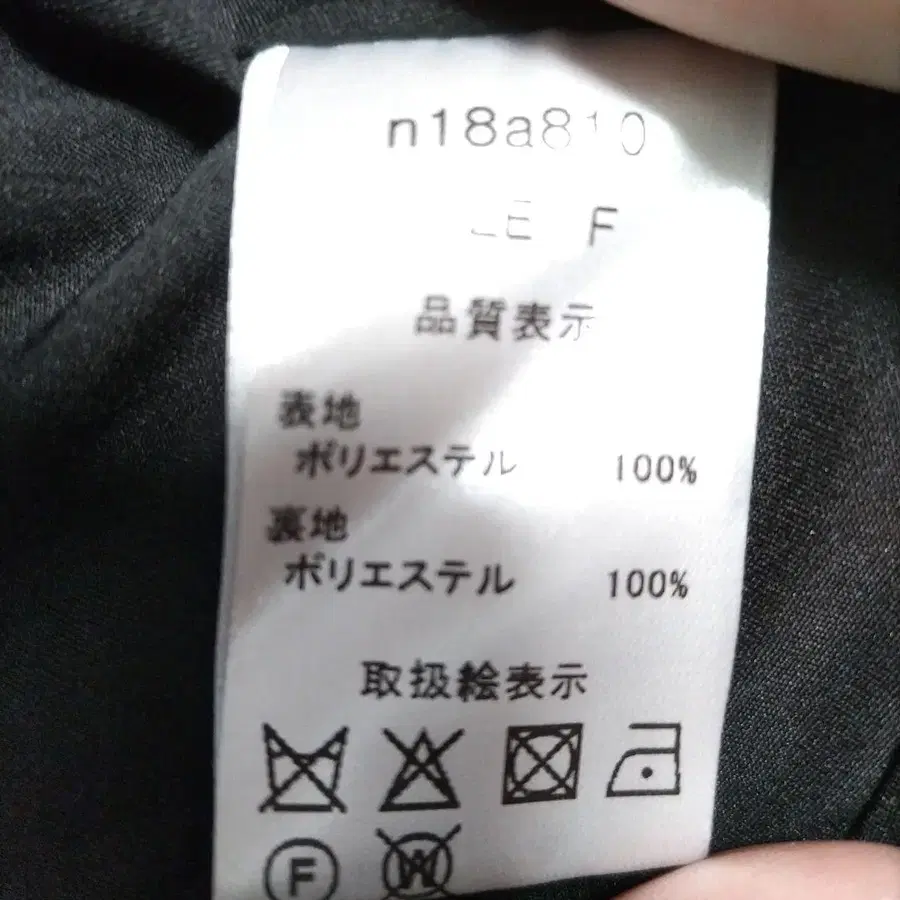 n18a810
F
品質表示
表地
ポリエステル 100%
裏地
ポリエステル 100%
取扱絵表示
F W